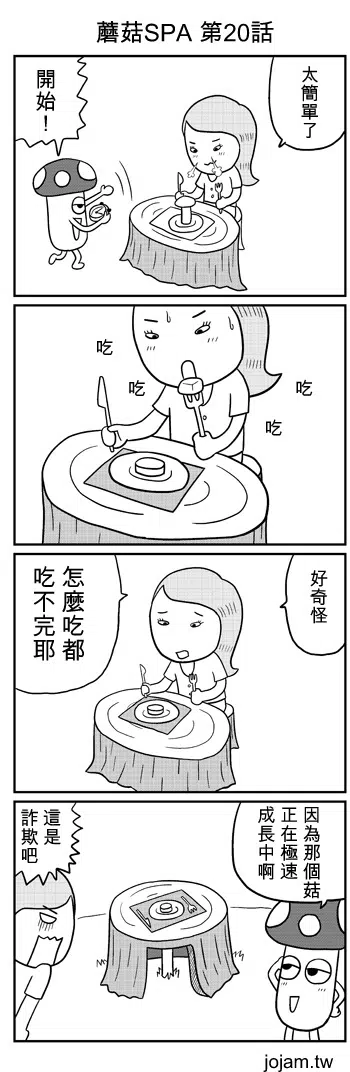 蘑菇SPA 第20話
太簡單了
開始！
吃
吃
吃
吃
好奇怪
怎麼吃都
吃不完耶
因為那個菇
正在極速
成長中啊
這是
詐欺吧
jojam.tw